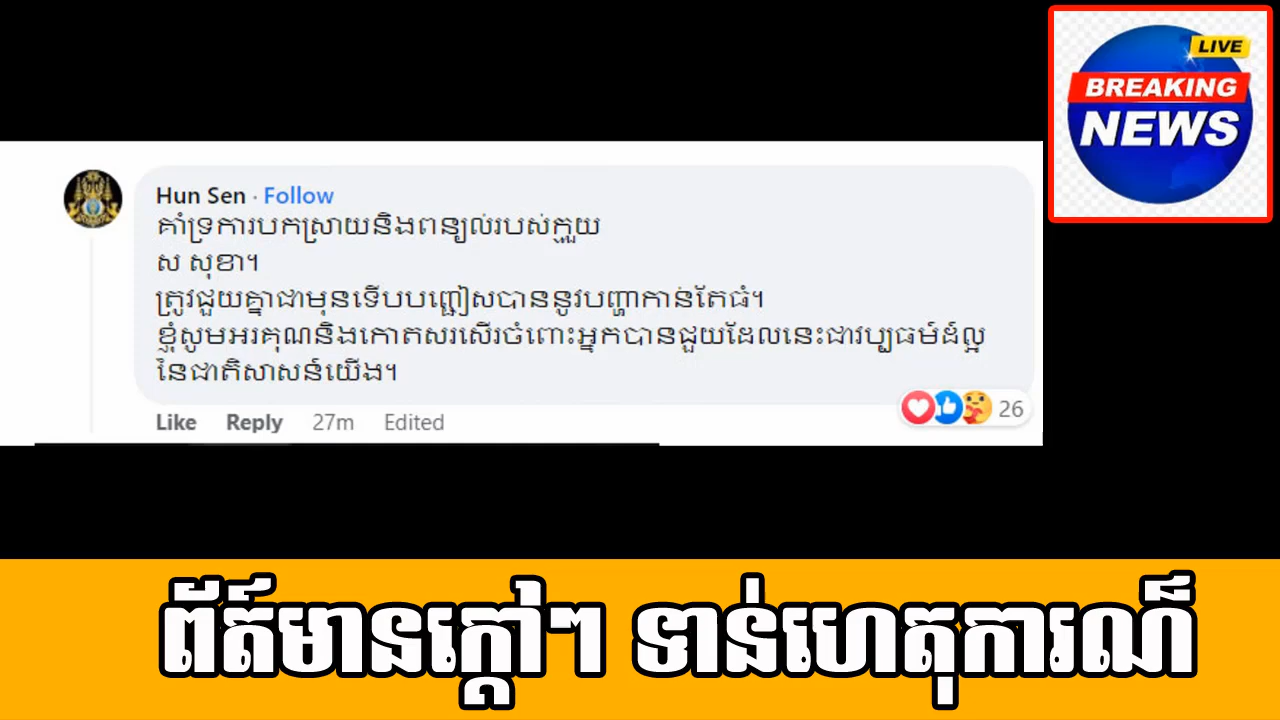 LIVE
BREAKING
NEWS
Hun Sen · Follow
គាំទ្រការបកស្រាយនិងពន្យល់របស់ក្មួយ
ស សុខា។
ត្រូវជួយគ្នាជាមុនទើបបញ្ជៀសបាននូវបញ្ហាកាន់តែធំ។
ខ្ញុំសូមអរគុណនិងកោតសរសើរចំពោះអ្នកបានជួយដែលនេះជាវប្បធម៌ដ៍ល្អ
នៃជាតិសាសន៍យើង។
Like Reply 27m Edited
26
ព័ត៍មានក្តៅៗ ទាន់ហេតុការណ៏